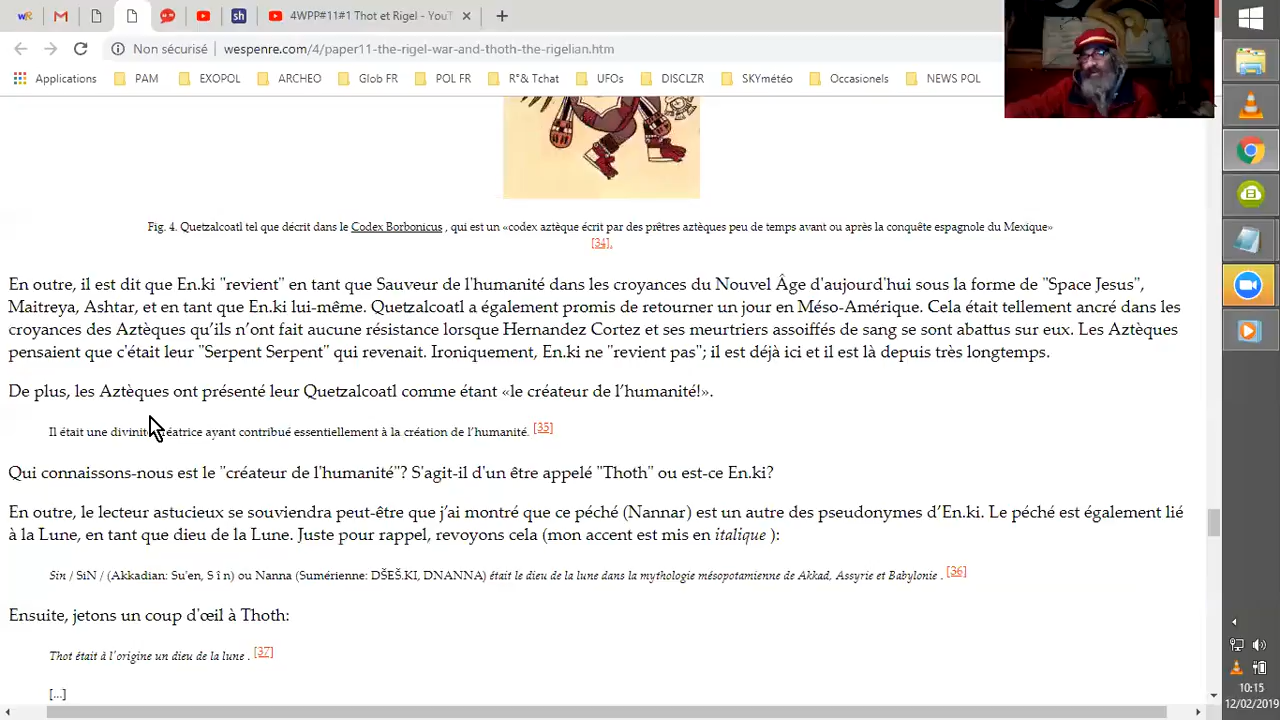 4WPP#11#1 Thot et Rigel - YouT
Non sécurisé
wespenre.com/4/paper11-the-rigel-war-and-thoth-the-rigelian.htm
Applications PAM EXOPOL ARCHEO Glob FR POL FR R°& Tchat UFOs DISCLZR SKYmétéo Occasionels NEWS POL
Fig. 4. Quetzalcoatl tel que décrit dans le Codex Borbonicus , qui est un «codex aztèque écrit par des prêtres aztèques peu de temps avant ou après la conquête espagnole du Mexique»
[34].
En outre, il est dit que En.ki "revient" en tant que Sauveur de l'humanité dans les croyances du Nouvel Âge d'aujourd'hui sous la forme de "Space Jesus",
Maitreya, Ashtar, et en tant que En.ki lui-même. Quetzalcoatl a également promis de retourner un jour en Méso-Amérique. Cela était tellement ancré dans les
croyances des Aztèques qu'ils n'ont fait aucune résistance lorsque Hernandez Cortez et ses meurtriers assoiffés de sang se sont abattus sur eux. Les Aztèques
pensaient que c'était leur "Serpent Serpent" qui revenait. Ironiquement, En.ki ne "revient pas"; il est déjà ici et il est là depuis très longtemps.
De plus, les Aztèques ont présenté leur Quetzalcoatl comme étant «le créateur de l'humanité!».
Il était une divinité créatrice ayant contribué essentiellement à la création de l'humanité. [35]
Qui connaissons-nous est le "créateur de l'humanité"? S'agit-il d'un être appelé "Thoth" ou est-ce En.ki?
En outre, le lecteur astucieux se souviendra peut-être que j'ai montré que ce péché (Nannar) est un autre des pseudonymes d'En.ki. Le péché est également lié
à la Lune, en tant que dieu de la Lune. Juste pour rappel, revoyons cela (mon accent est mis en italique ):
Sin / SiN / (Akkadian: Su'en, S î n) ou Nanna (Sumérienne: DŠEŠ.KI, DNANNA) était le dieu de la lune dans la mythologie mésopotamienne de Akkad, Assyrie et Babylonie . [36]
Ensuite, jetons un coup d'œil à Thoth:
Thot était à l'origine un dieu de la lune . [37]
[...]
10:15
12/02/2019